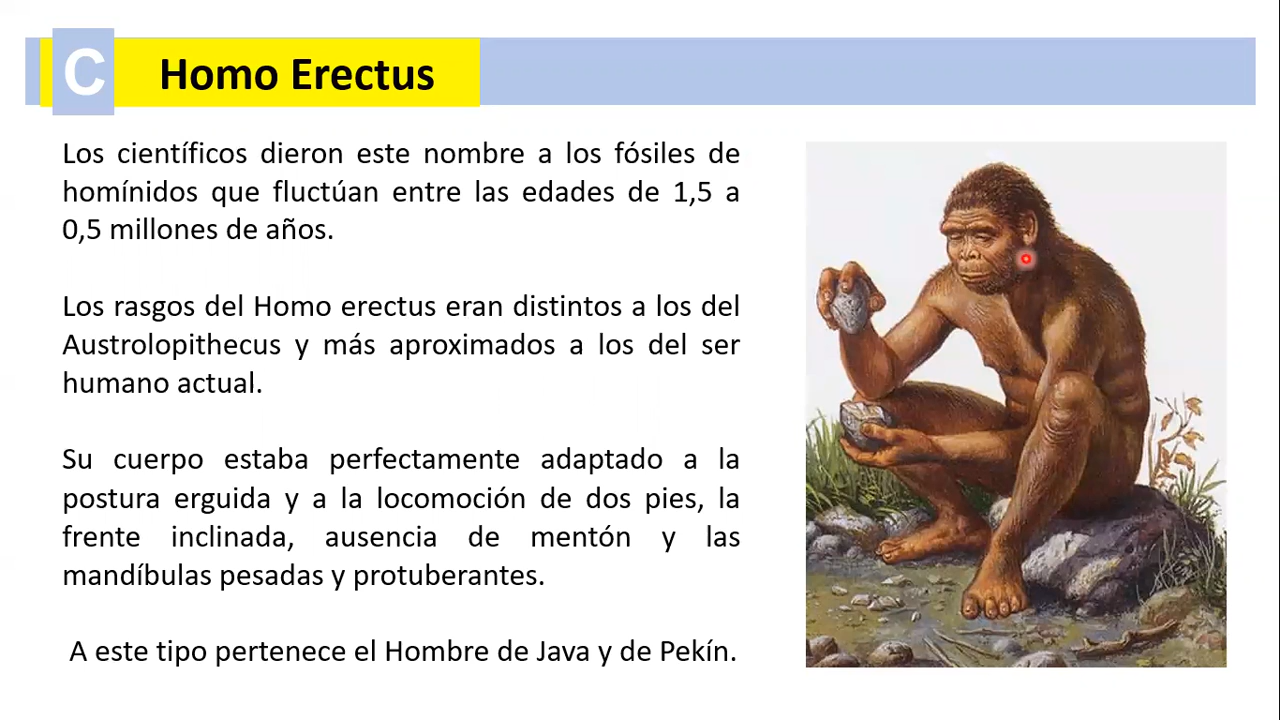 C
Homo Erectus
Los científicos dieron este nombre a los fósiles de
homínidos que fluctúan entre las edades de 1,5 a
0,5 millones de años.
Los rasgos del Homo erectus eran distintos a los del
Austrolopithecus y más aproximados a los del ser
humano actual.
Su cuerpo estaba perfectamente adaptado a la
postura erguida y a la locomoción de dos pies, la
frente inclinada, ausencia de mentón y las
mandíbulas pesadas y protuberantes.
A este tipo pertenece el Hombre de Java y de Pekín.